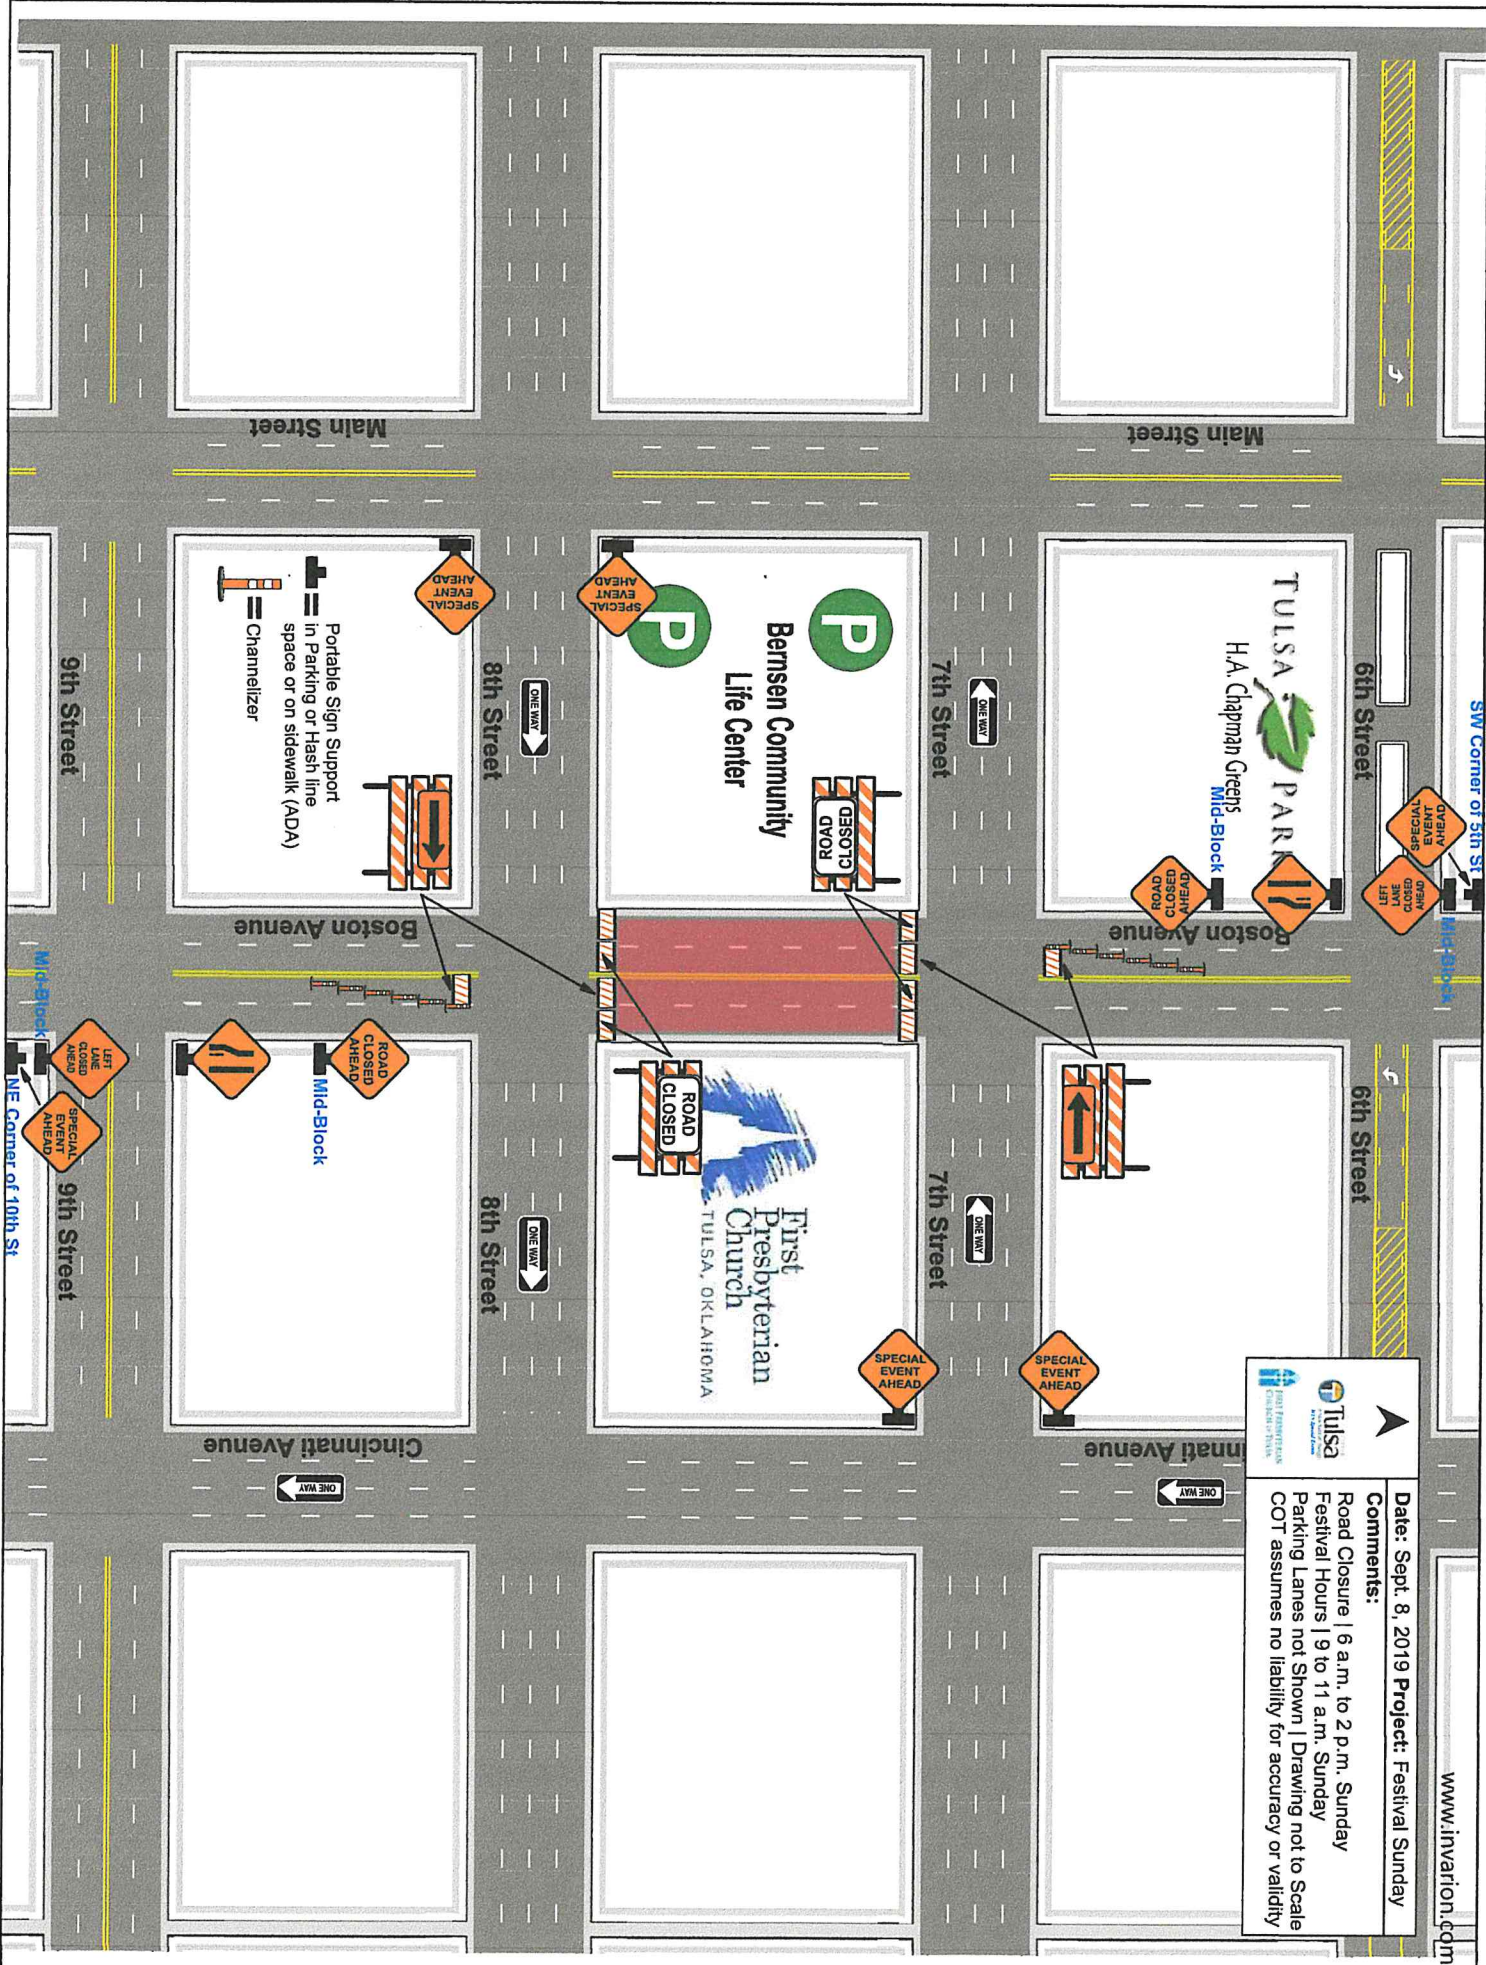 www.invarion.com
Date: Sept. 8, 2019 Project: Festival Sunday
Comments:
Road Closure | 6 a.m. to 2 p.m. Sunday
Festival Hours | 9 to 11 a.m. Sunday
Parking Lanes not Shown | Drawing not to Scale
COT assumes no liability for accuracy or validity
Tulsa
FIRST PRESBYTERIAN
CHURCH OF TULSA
SW Corner of 5th St
Mid-Block
SPECIAL
EVENT
AHEAD
LEFT
LANE
CLOSED
AHEAD
6th Street
6th Street
TULSA PARK
H.A. Chapman Greens
Mid-Block
ROAD
CLOSED
AHEAD
Main Street
Boston Avenue
nnati Avenue
ONE WAY
SPECIAL
EVENT
AHEAD
7th Street
7th Street
ONE WAY
ONE WAY
SPECIAL
EVENT
AHEAD
P
P
Bernsen Community
Life Center
ROAD
CLOSED
First
Presbyterian
Church
TULSA, OKLAHOMA
ROAD
CLOSED
SPECIAL
EVENT
AHEAD
8th Street
8th Street
ONE WAY
ONE WAY
SPECIAL
EVENT
AHEAD
Main Street
Boston Avenue
Cincinnati Avenue
ONE WAY
Portable Sign Support
= in Parking or Hash line
space or on sidewalk (ADA)
= Channelizer
ROAD
CLOSED
AHEAD
Mid-Block
9th Street
9th Street
Mid-Block
LEFT
LANE
CLOSED
AHEAD
SPECIAL
EVENT
AHEAD
NE Corner of 10th St